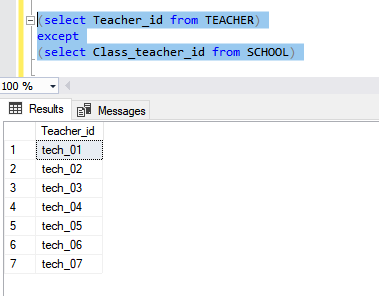 (select Teacher_id from TEACHER)
except
(select Class_teacher_id from SCHOOL)
100 %
Results Messages
Teacher_id
1 tech_01
2 tech_02
3 tech_03
4 tech_04
5 tech_05
6 tech_06
7 tech_07